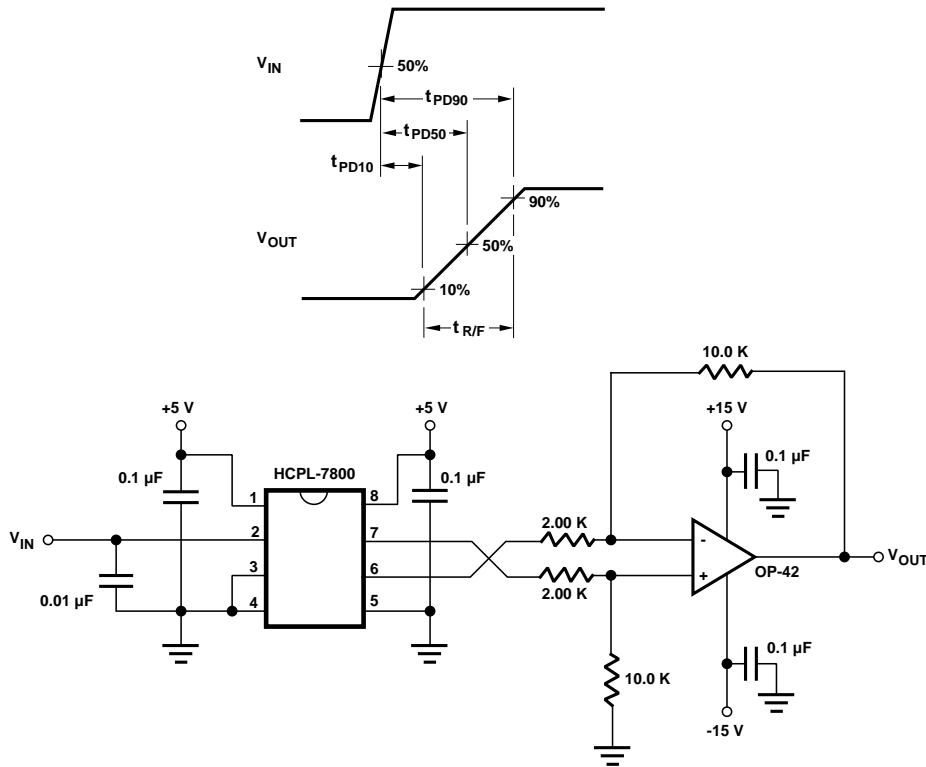 V_IN
50%
t_PD90
t_PD50
t_PD10
90%
V_OUT
50%
10%
t_R/F
10.0 K
+5 V
+5 V
+15 V
HCPL-7800
0.1 µF
0.1 µF
0.1 µF
1
8
V_IN
2
7
2.00 K
-
V_OUT
3
6
+
OP-42
0.01 µF
2.00 K
4
5
0.1 µF
10.0 K
-15 V